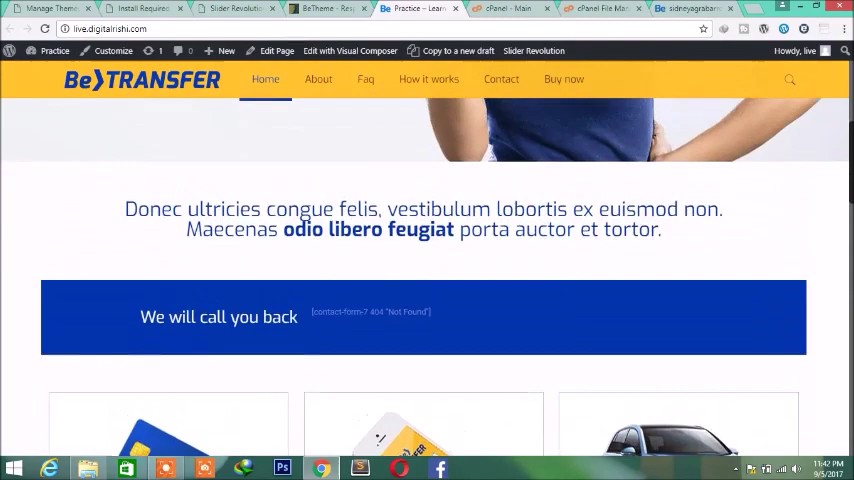 Manage Theme
Install Required
Slider Revolution
BeTheme - Resp
Practice – Learn
cPanel - Main
cPanel File Man
sidneyagrabarro
live.digitalrishi.com
Practice
Customize
1
0
New
Edit Page
Edit with Visual Composer
Copy to a new draft
Slider Revolution
Howdy, live
Be TRANSFER
Home
About
Faq
How it works
Contact
Buy now
Donec ultricies congue felis, vestibulum lobortis ex euismod non.
Maecenas odio libero feugiat porta auctor et tortor.
We will call you back
[contact-form-7 404 "Not Found"]
11:42 PM
9/5/2017